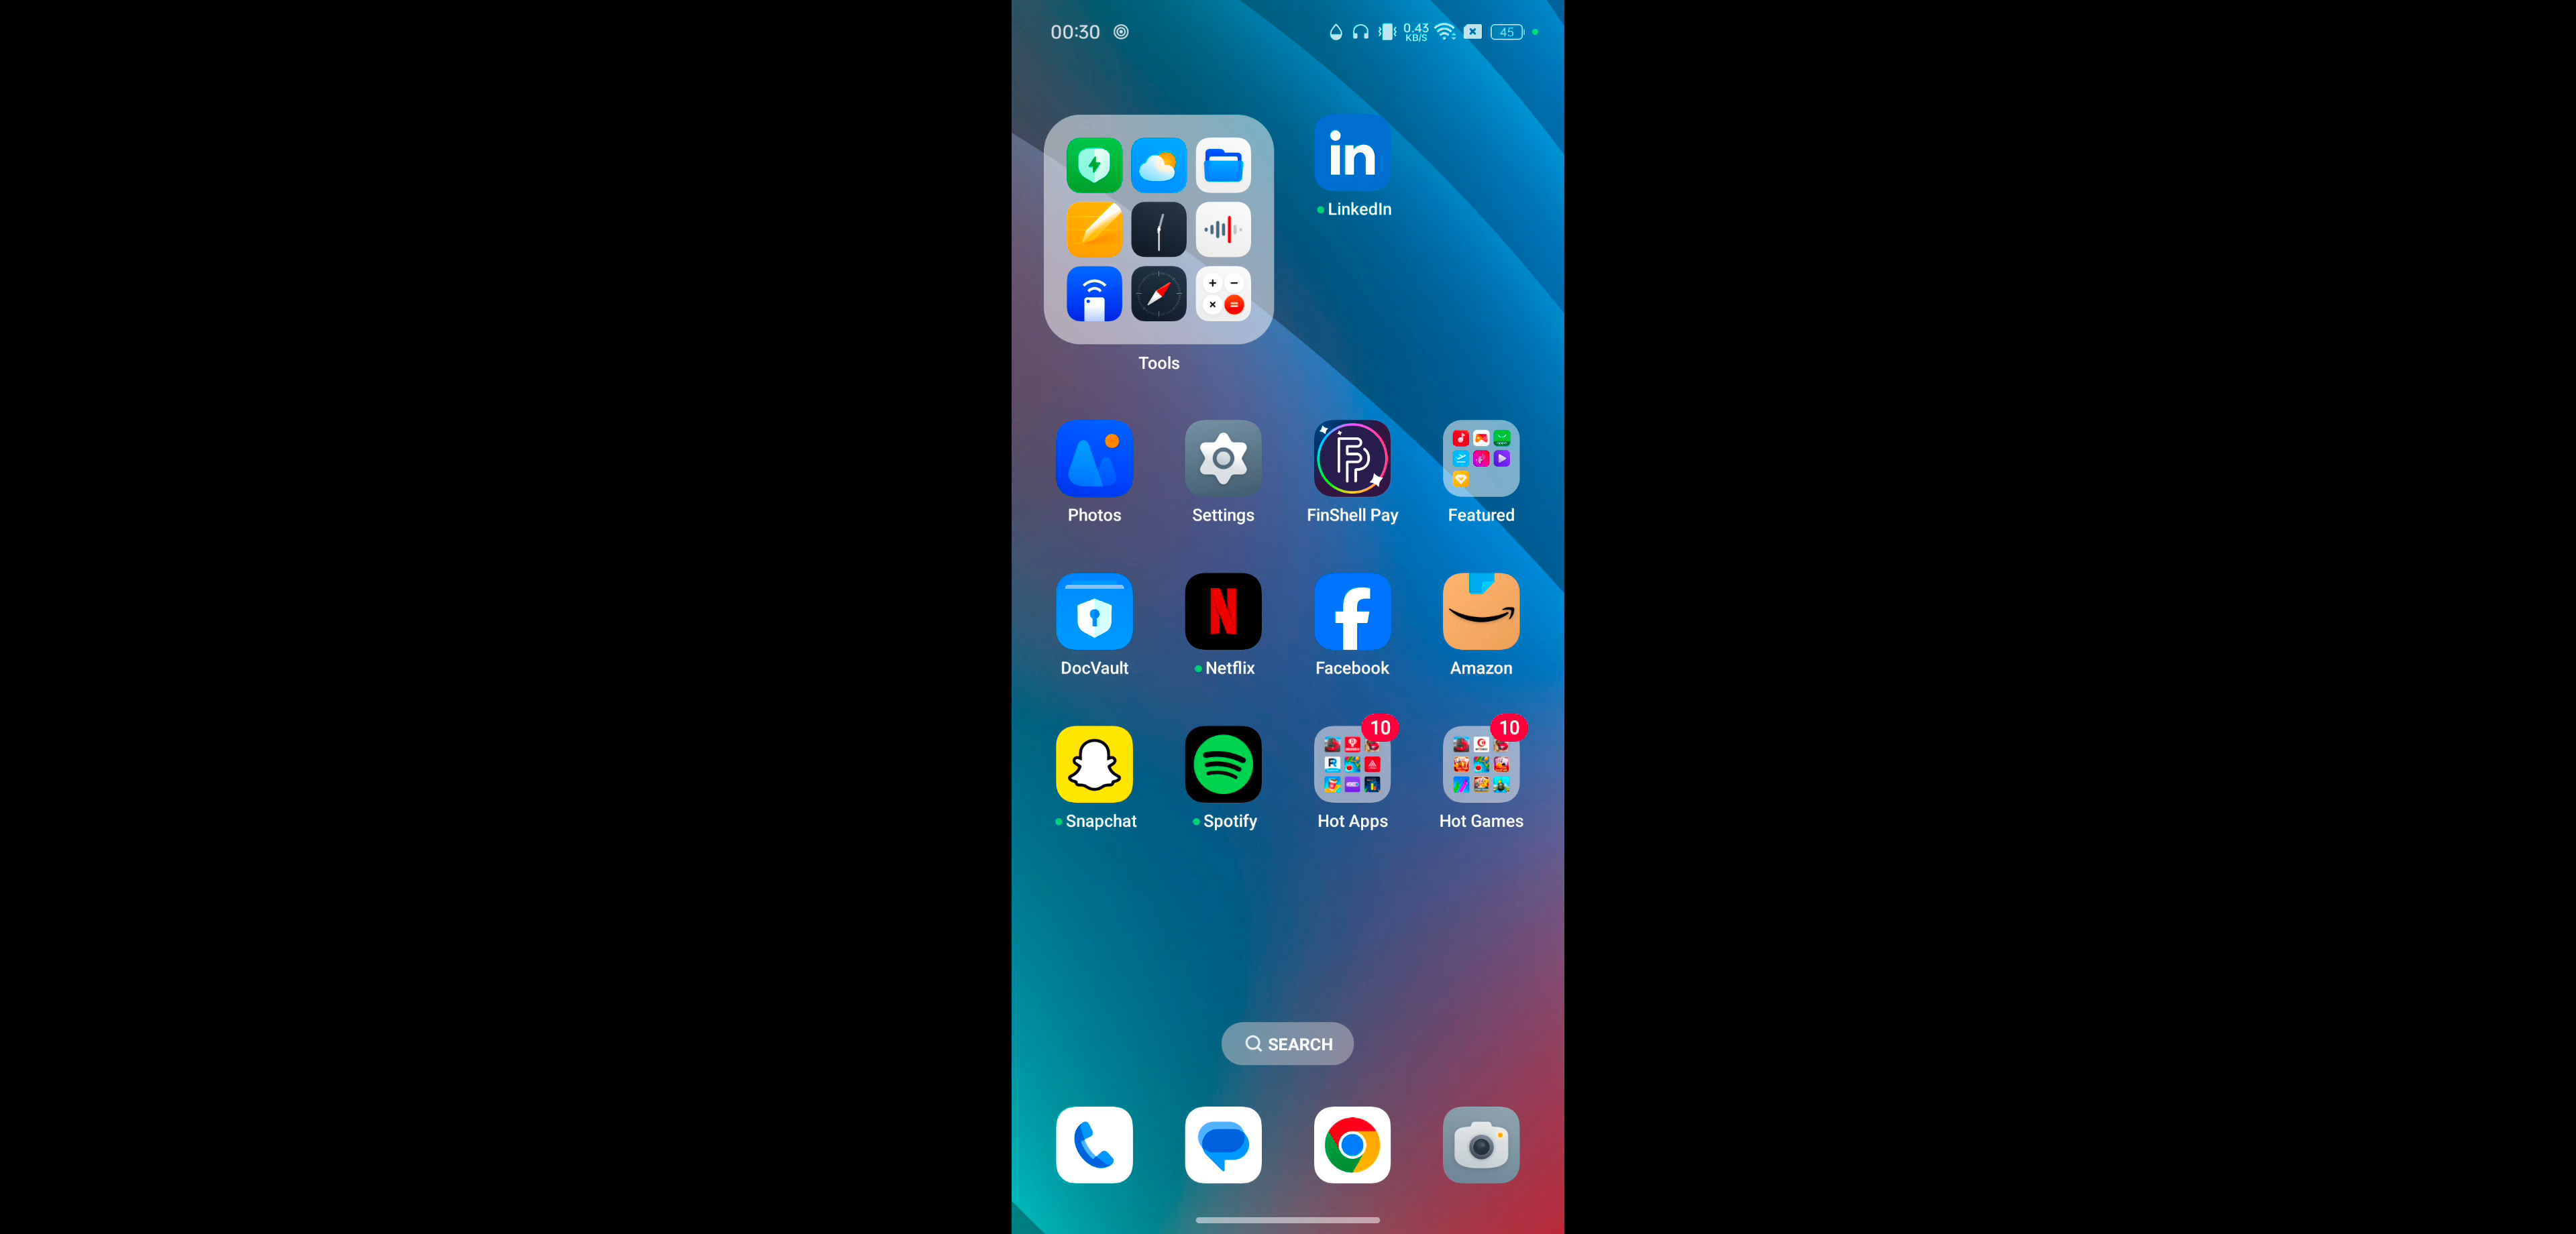 00:30
0.43
KB/S
45
in
LinkedIn
Tools
Photos
Settings
FinShell Pay
Featured
DocVault
N
Netflix
Facebook
Amazon
Snapchat
Spotify
10
Hot Apps
10
Hot Games
SEARCH